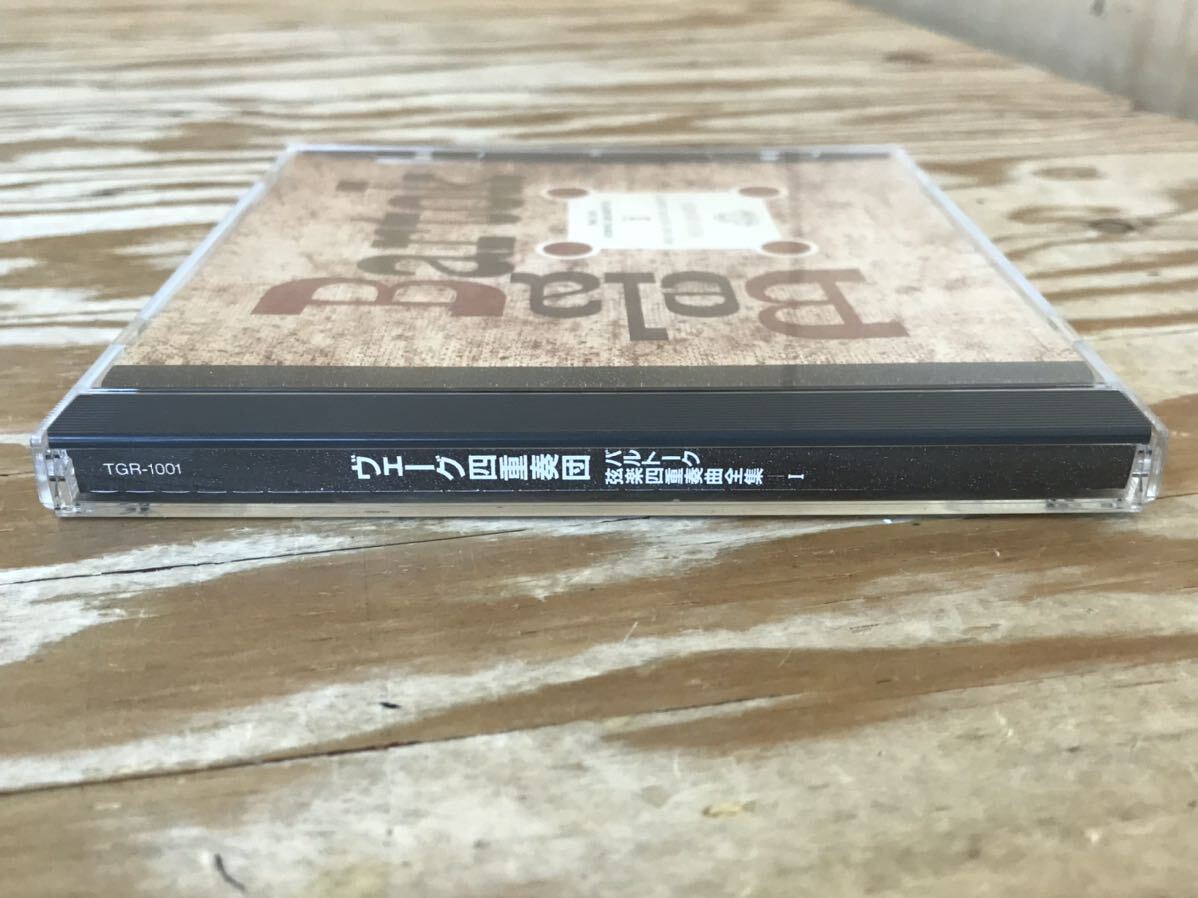 Bela
Bartok
TGR-1001
ヴェーグ四重奏団
バルトーク
弦楽四重奏曲全集—I